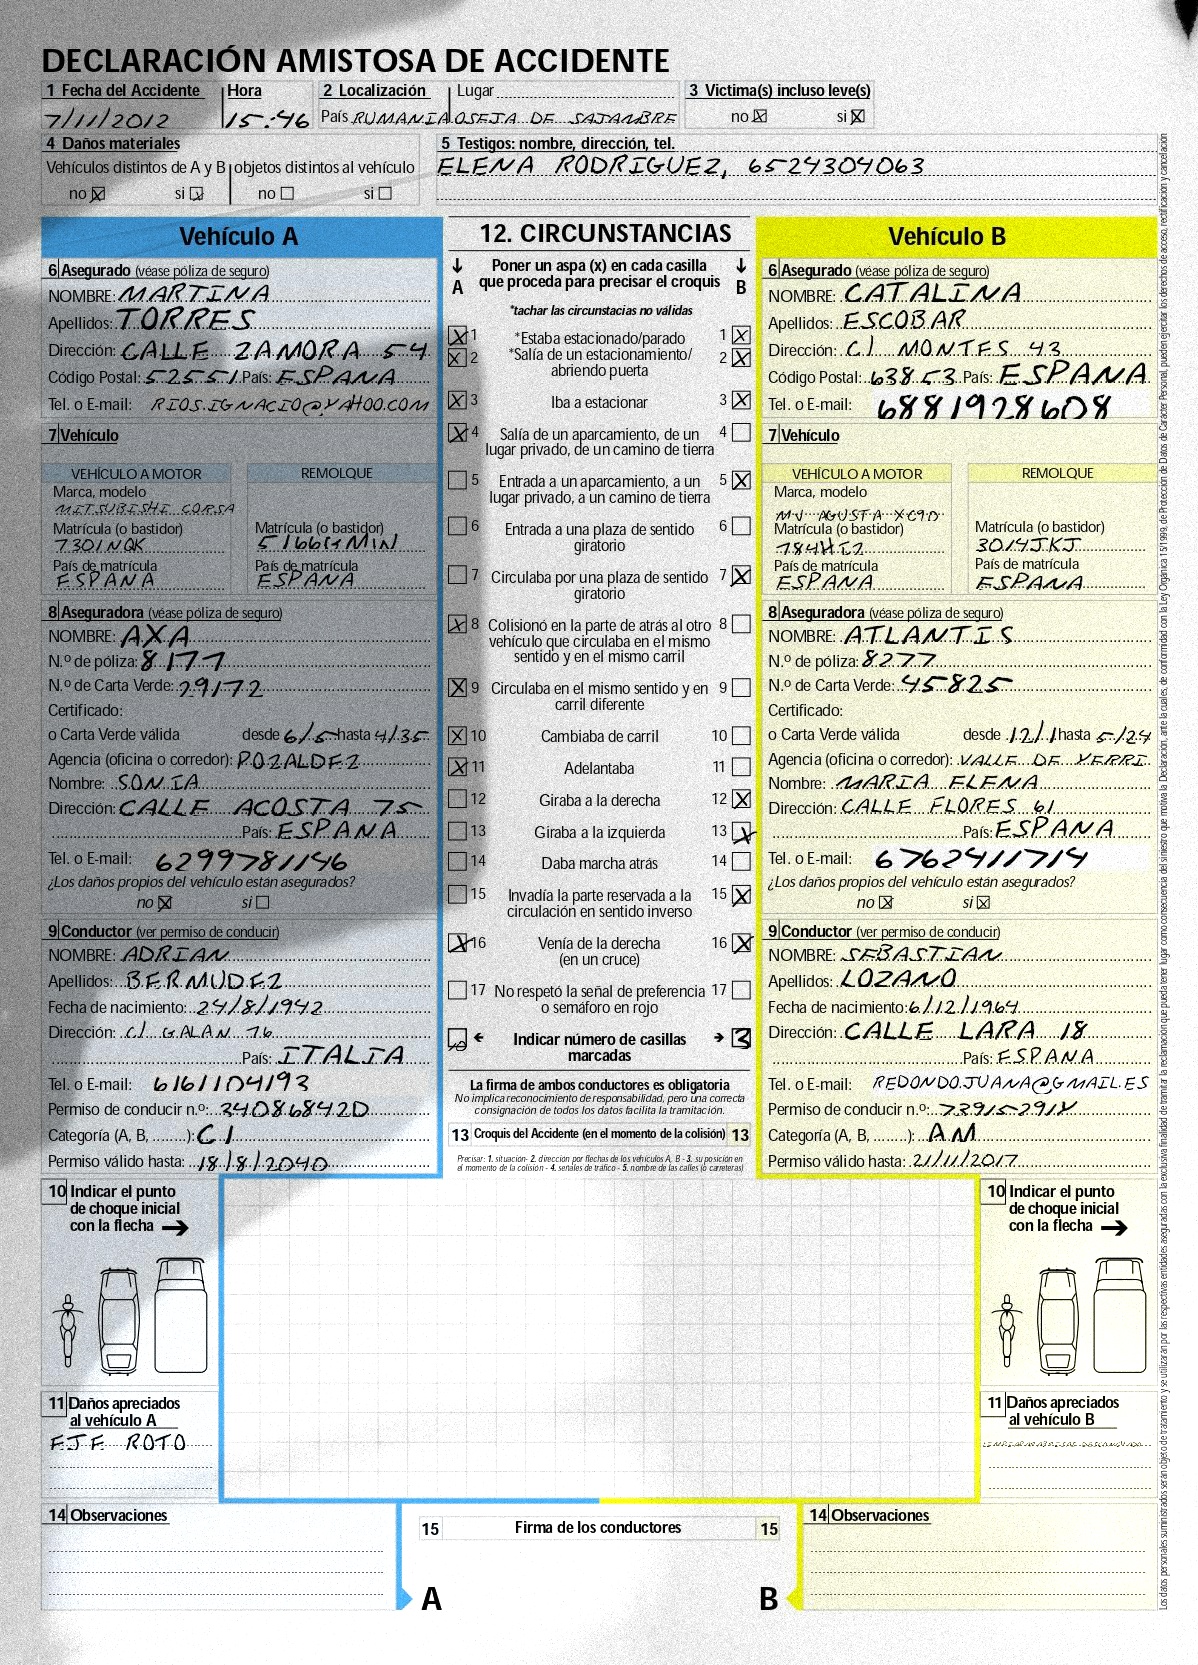 DECLARACIÓN AMISTOSA DE ACCIDENTE
1 Fecha del Accidente Hora 2 Localización Lugar 3 Victima(s) incluso leve(s)
7/11/2012 15:46 País RUMANIA OSEJA DE SAJAMBRE no si
4 Daños materiales 5 Testigos: nombre, dirección, tel.
Vehículos distintos de A y B objetos distintos al vehículo ELENA RODRIGUEZ, 6524304063
no si no si
Vehículo A
6 Asegurado (véase póliza de seguro)
NOMBRE: MARTINA
Apellidos: TORRES
Dirección: CALLE ZAMORA 54
Código Postal: 52551 País: ESPANA
Tel. o E-mail: RIOS.IGNACIO@YAHOO.COM
7 Vehículo
VEHÍCULO A MOTOR REMOLQUE
Marca, modelo
MITSUBISHI CORSA
Matrícula (o bastidor) Matrícula (o bastidor)
7301NQK 5166GMIN
País de matrícula País de matrícula
ESPANA ESPANA
8 Aseguradora (véase póliza de seguro)
NOMBRE: AXA
N.º de póliza: 8177
N.º de Carta Verde: 29172
Certificado:
o Carta Verde válida desde 6/5 hasta 4/35
Agencia (oficina o corredor): POZALDEZ
Nombre: SONIA
Dirección: CALLE ACOSTA 75
País: ESPANA
Tel. o E-mail: 6299781146
¿Los daños propios del vehículo están asegurados?
no si
9 Conductor (ver permiso de conducir)
NOMBRE: ADRIAN
Apellidos: BERMUDEZ
Fecha de nacimiento: 24/8/1942
Dirección: C/ GALAN 76
País: ITALIA
Tel. o E-mail: 6161104193
Permiso de conducir n.º: 34086842D
Categoría (A, B, ........): C1
Permiso válido hasta: 18/8/2040
10 Indicar el punto
de choque inicial
con la flecha
11 Daños apreciados
al vehículo A
EJE ROTO
14 Observaciones
12. CIRCUNSTANCIAS
Poner un aspa (x) en cada casilla
que proceda para precisar el croquis
A B
*tachar las circunstacias no válidas
1 *Estaba estacionado/parado 1
2 *Salía de un estacionamiento/ 2
abriendo puerta
3 Iba a estacionar 3
4 Salía de un aparcamiento, de un 4
lugar privado, de un camino de tierra
5 Entrada a un aparcamiento, a un 5
lugar privado, a un camino de tierra
6 Entrada a una plaza de sentido 6
giratorio
7 Circulaba por una plaza de sentido 7
giratorio
8 Colisionó en la parte de atrás al otro 8
vehículo que circulaba en el mismo
sentido y en el mismo carril
9 Circulaba en el mismo sentido y en 9
carril diferente
10 Cambiaba de carril 10
11 Adelantaba 11
12 Giraba a la derecha 12
13 Giraba a la izquierda 13
14 Daba marcha atrás 14
15 Invadía la parte reservada a la 15
circulación en sentido inverso
16 Venía de la derecha 16
(en un cruce)
17 No respetó la señal de preferencia 17
o semáforo en rojo
10 Indicar número de casillas 3
marcadas
La firma de ambos conductores es obligatoria
No implica reconocimiento de responsabilidad, pero una correcta
consignación de todos los datos facilita la tramitación.
13 Croquis del Accidente (en el momento de la colisión) 13
Precisar: 1. situación- 2. dirección por flechas de los vehículos A, B - 3. su posición en
el momento de la colisión - 4. señales de tráfico - 5. nombre de las calles (o carreteras)
15 Firma de los conductores 15
A B
Vehículo B
6 Asegurado (véase póliza de seguro)
NOMBRE: CATALINA
Apellidos: ESCOBAR
Dirección: C/ MONTES 43
Código Postal: 63853 País: ESPANA
Tel. o E-mail: 6881928608
7 Vehículo
VEHÍCULO A MOTOR REMOLQUE
Marca, modelo
MV AGUSTA XC90
Matrícula (o bastidor) Matrícula (o bastidor)
784HIZ 3014JKJ
País de matrícula País de matrícula
ESPANA ESPANA
8 Aseguradora (véase póliza de seguro)
NOMBRE: ATLANTIS
N.º de póliza: 8277
N.º de Carta Verde: 45825
Certificado:
o Carta Verde válida desde 12/1 hasta 5/24
Agencia (oficina o corredor): VALLE DE YERRI
Nombre: MARIA ELENA
Dirección: CALLE FLORES 61
País: ESPANA
Tel. o E-mail: 6762411714
¿Los daños propios del vehículo están asegurados?
no si
9 Conductor (ver permiso de conducir)
NOMBRE: SEBASTIAN
Apellidos: LOZANO
Fecha de nacimiento: 6/12/1964
Dirección: CALLE LARA 18
País: ESPANA
Tel. o E-mail: REDONDOJUANA@GMAIL.ES
Permiso de conducir n.º: 73915291X
Categoría (A, B, ........): AM
Permiso válido hasta: 21/11/2017
10 Indicar el punto
de choque inicial
con la flecha
11 Daños apreciados
al vehículo B
14 Observaciones
Los datos personales suministrados serán objeto de tratamiento y se utilizarán por las respectivas entidades aseguradas con la exclusiva finalidad de tramitar la reclamación que pueda tener lugar como consecuencia del siniestro que motiva la Declaración, ante la cuales, de conformidad con la Ley Orgánica 15/1999, de Protección de Datos de Carácter Personal, pueden ejercitar los derechos de acceso, rectificación y cancelación